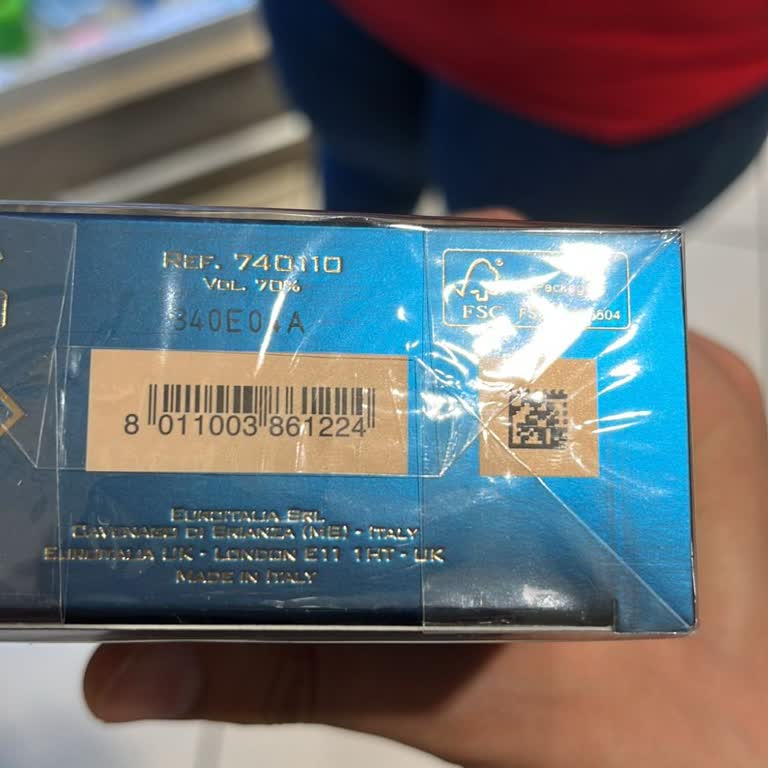 REF. 740110
VOL. 70%
340E04A
8 011003 861224
FSC
EUROITALIA SRL
CAVENAGO DI BRIANZA (MB) - ITALY
EUROITALIA UK - LONDON E11 1HT - UK
MADE IN ITALY